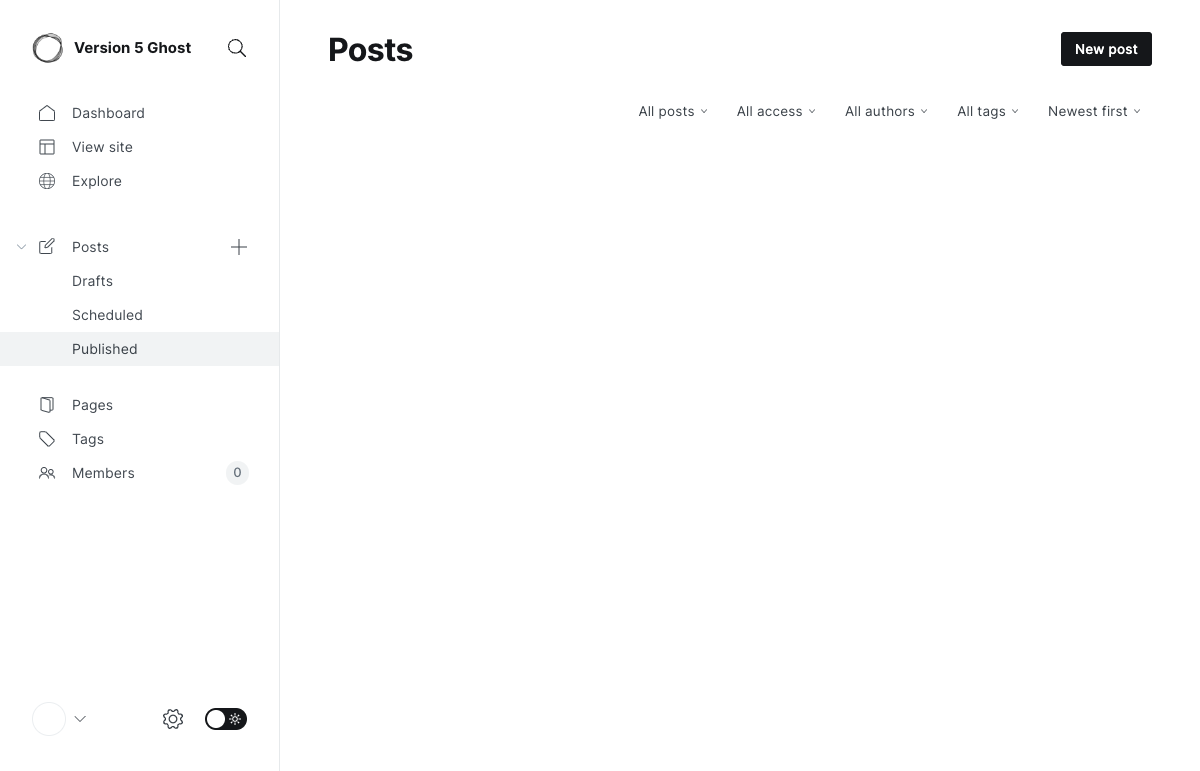 Version 5 Ghost
Dashboard
View site
Explore
Posts
Drafts
Scheduled
Published
Pages
Tags
Members 0
Posts
New post
All posts All access All authors All tags Newest first